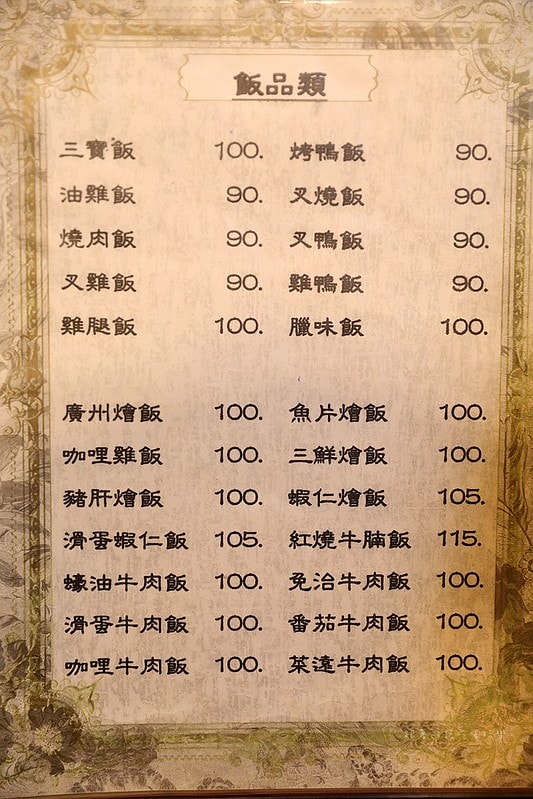 飯品類
三寶飯 100. 烤鴨飯 90.
油雞飯 90. 叉燒飯 90.
燒肉飯 90. 叉鴨飯 90.
叉雞飯 90. 雞鴨飯 90.
雞腿飯 100. 臘味飯 100.
廣州燴飯 100. 魚片燴飯 100.
咖哩雞飯 100. 三鮮燴飯 100.
豬肝燴飯 100. 蝦仁燴飯 105.
滑蛋蝦仁飯 105. 紅燒牛腩飯 115.
蠔油牛肉飯 100. 免治牛肉飯 100.
滑蛋牛肉飯 100. 番茄牛肉飯 100.
咖哩牛肉飯 100. 菜遠牛肉飯 100.